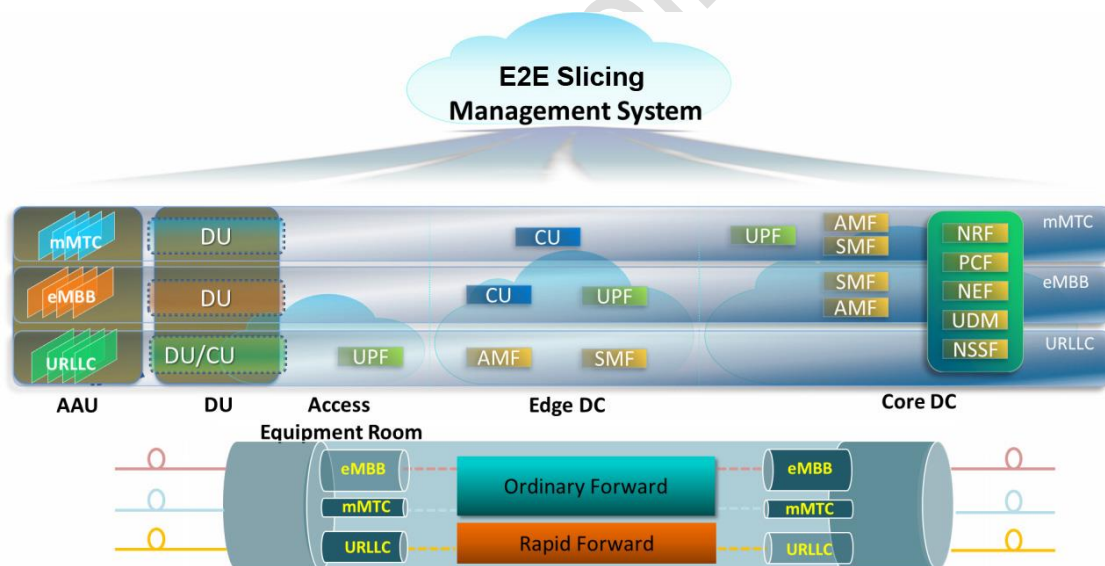 E2E Slicing
Management System
mMTC DU CU UPF AMF SMF mMTC
eMBB DU CU UPF SMF AMF eMBB
URLLC DU/CU UPF AMF SMF URLLC
NRF
PCF
NEF
UDM
NSSF
AAU DU Access Edge DC Core DC
Equipment Room
eMBB Ordinary Forward eMBB
mMTC mMTC
URLLC Rapid Forward URLLC